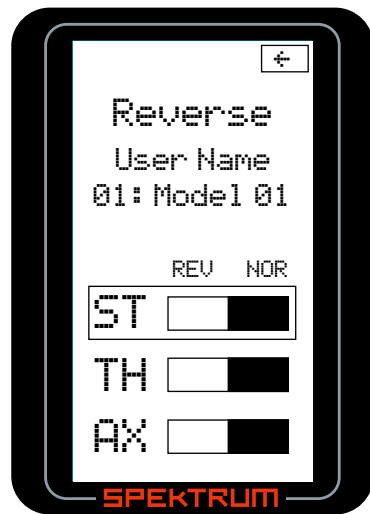 Reverse
User Name
01: Model 01
REV NOR
ST
TH
AX
SPEKTRUM